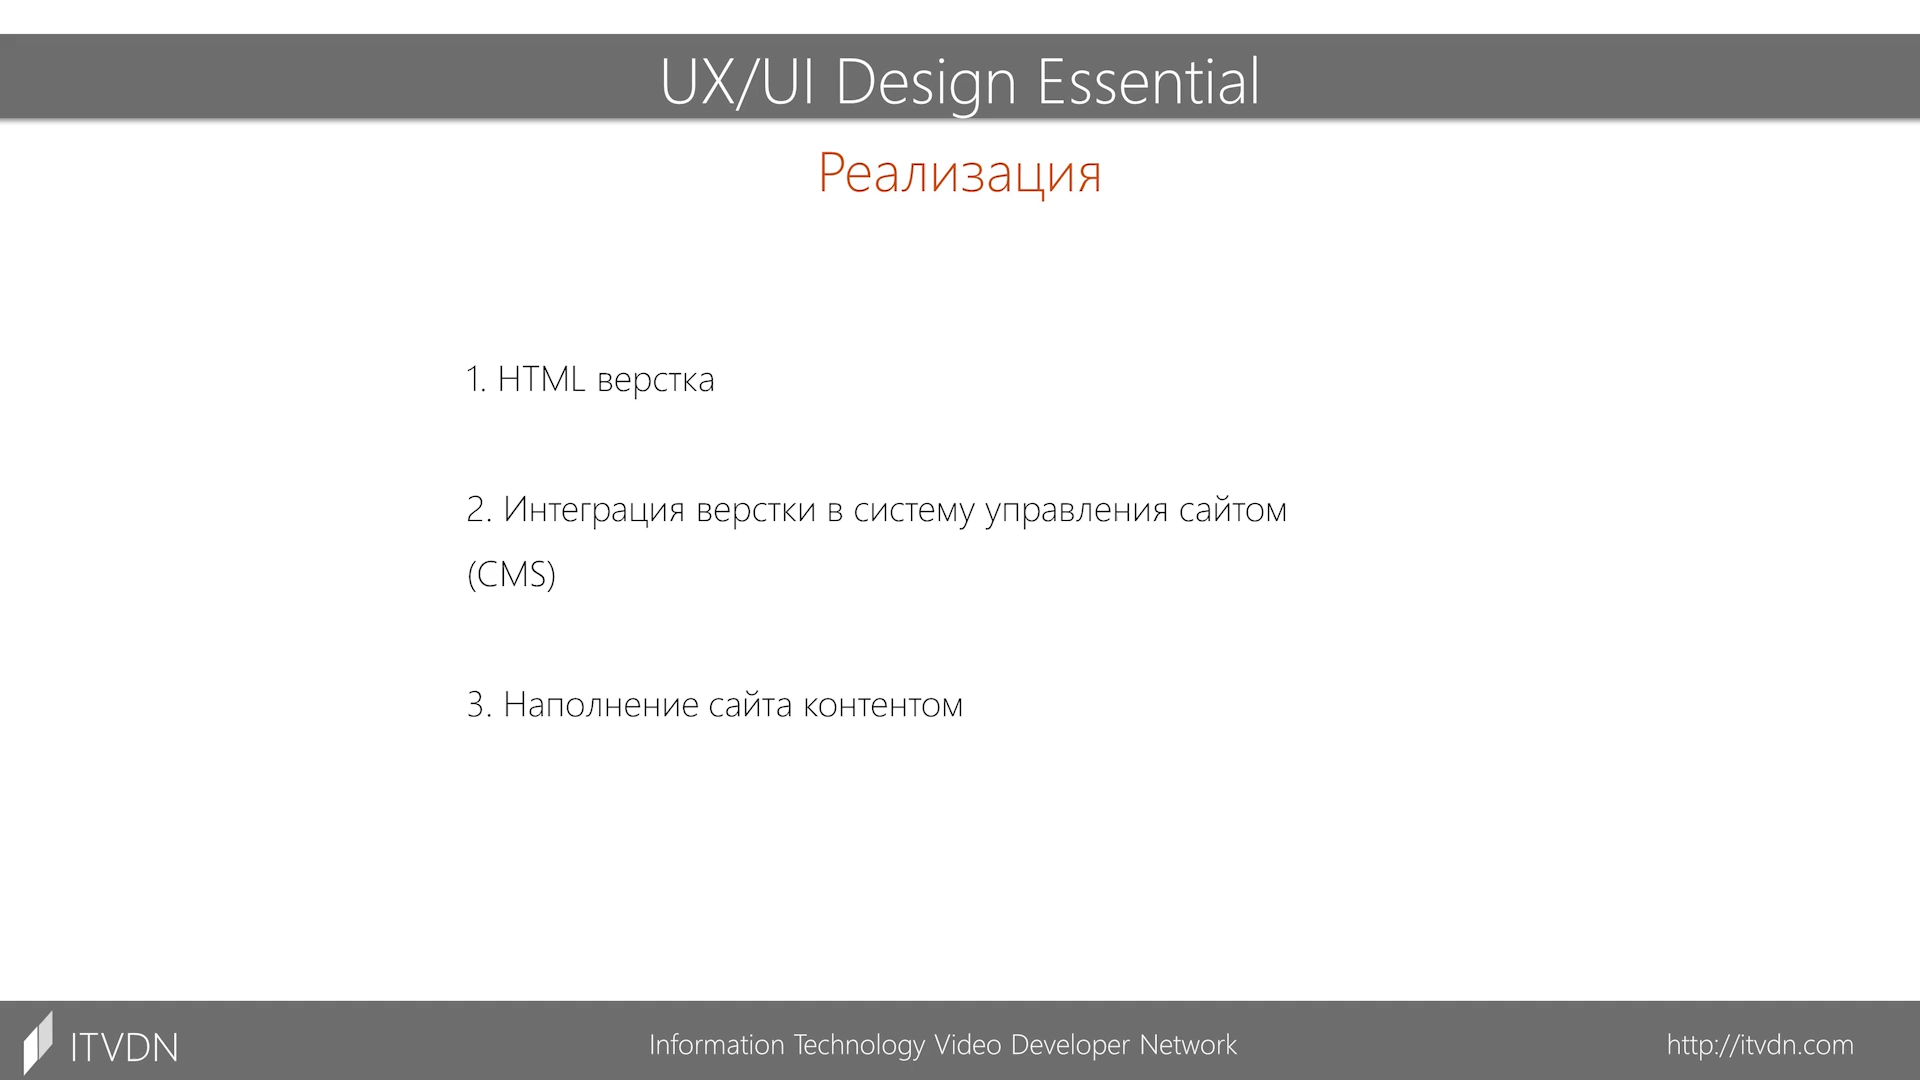 UX/UI Design Essential
Реализация
1. HTML верстка
2. Интеграция верстки в систему управления сайтом
(CMS)
3. Наполнение сайта контентом
ITVDN
Information Technology Video Developer Network
http://itvdn.com